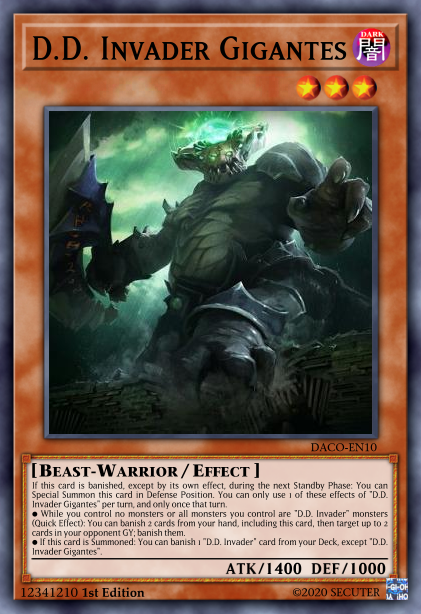 D.D. Invader Gigantes
DARK
闇
DACO-EN10
[Beast-Warrior / Effect ]
If this card is banished, except by its own effect, during the next Standby Phase: You can
Special Summon this card in Defense Position. You can only use 1 of these effects of "D.D.
Invader Gigantes" per turn, and only once that turn.
● While you control no monsters or all monsters you control are "D.D. Invader" monsters
(Quick Effect): You can banish 2 cards from your hand, including this card, then target up to 2
cards in your opponent GY; banish them.
● If this card is Summoned: You can banish 1 "D.D. Invader" card from your Deck, except "D.D.
Invader Gigantes".
ATK/1400 DEF/1000
12341210 1st Edition
©2020 SECUTER